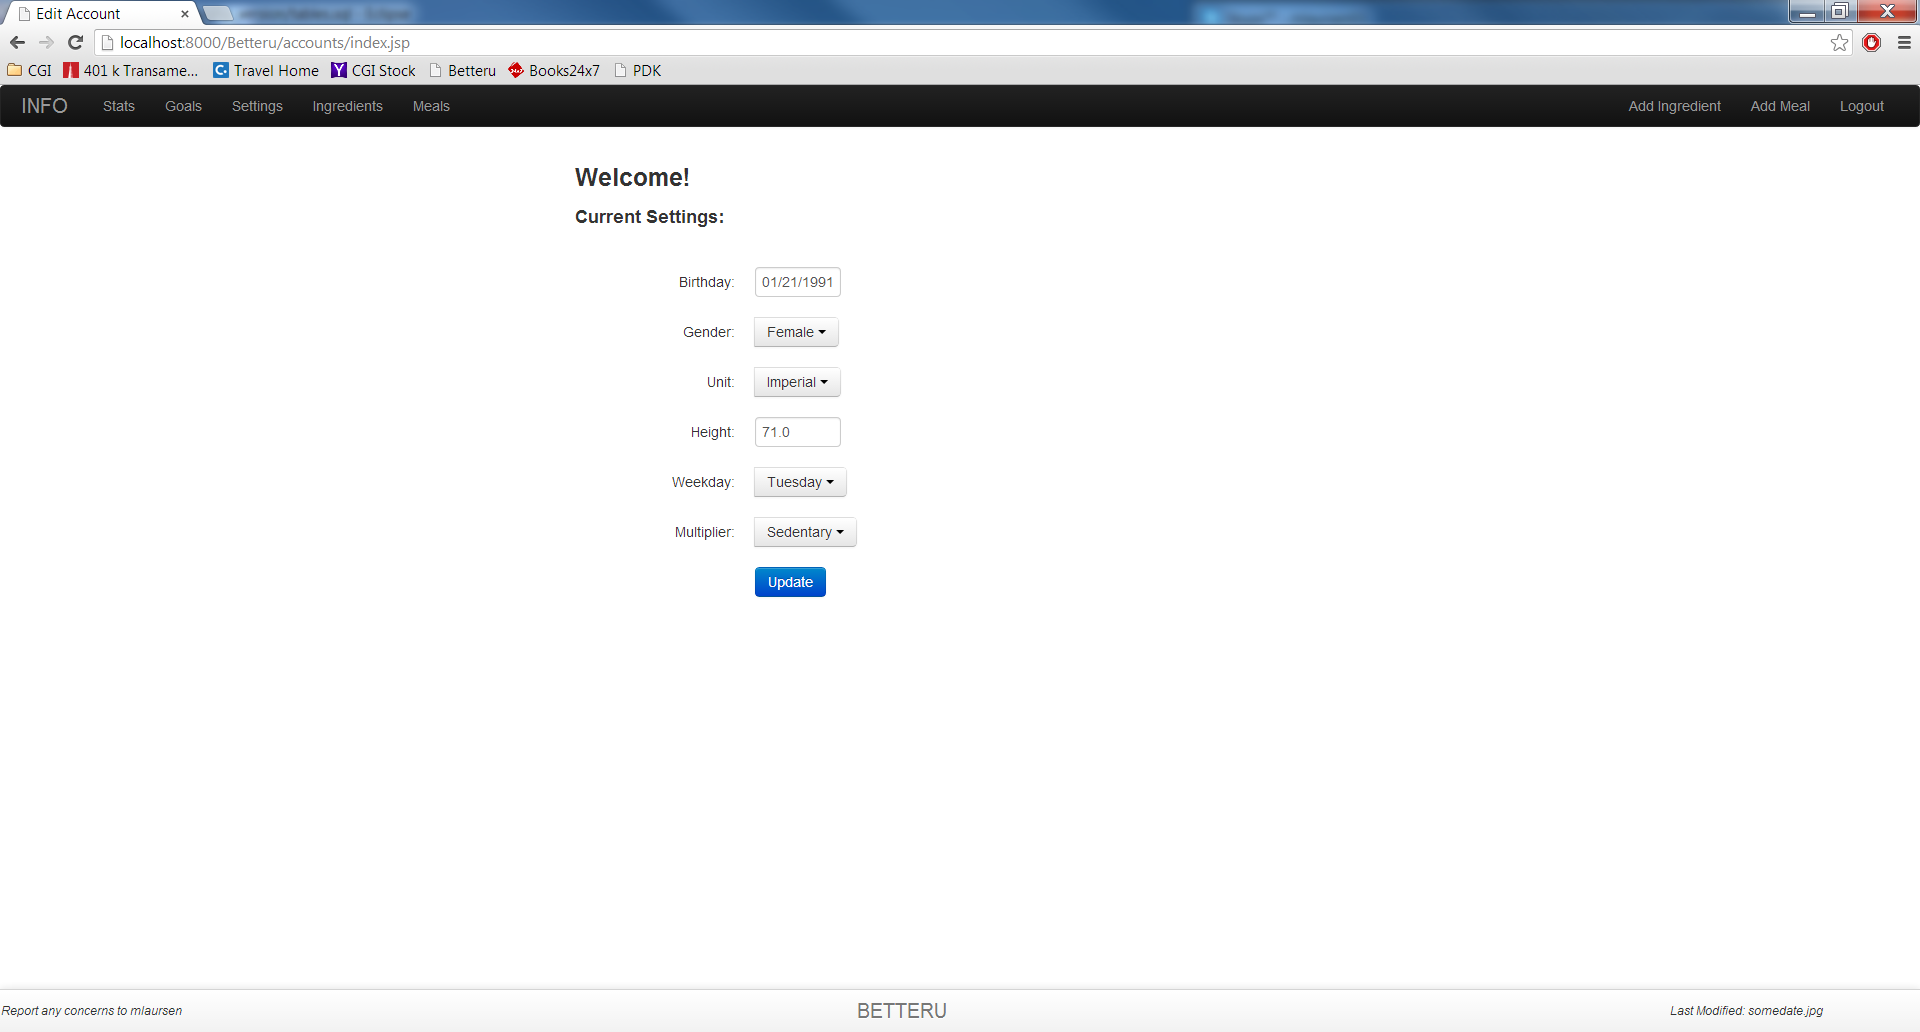 Edit Account
localhost:8000/Betteru/accounts/index.jsp
CGI 401 k Transame... Travel Home CGI Stock Betteru Books24x7 PDK
INFO Stats Goals Settings Ingredients Meals Add Ingredient Add Meal Logout
Welcome!
Current Settings:
Birthday: 01/21/1991
Gender: Female
Unit: Imperial
Height: 71.0
Weekday: Tuesday
Multiplier: Sedentary
Update
Report any concerns to mlaursen BETTERU Last Modified: somedate.jpg